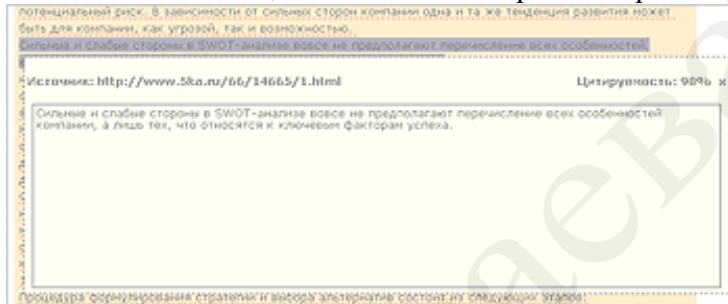 потенциальный риск. В зависимости от сильных сторон компании одна и та же тенденция развития может
быть для компании, как угрозой, так и возможностью.
Сильные и слабые стороны в SWOT-анализе вовсе не предполагают перечисление всех особенностей
Источник: http://www.5ka.ru/66/14665/1.html Цитируемость: 90% x
Сильные и слабые стороны в SWOT-анализе вовсе не предполагают перечисление всех особенностей
компании, а лишь тех, что относятся к ключевым факторам успеха.
Процедура формулирования стратегии и выбора альтернатив состоит из следующих этапов: